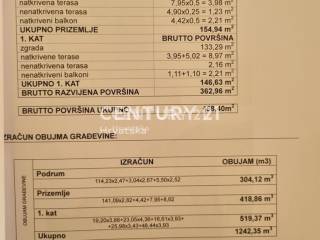 natkrivena terasa 7,95x0,5 = 3,98 m²
nenatkrivena terasa 4,90x0,25 = 1,23 m²
natkriveni balkon 4,42x0,5 = 2,21 m²
UKUPNO PRIZEMLJE 154,94 m²
1. KAT BRUTTO POVRŠINA
zgrada 133,29 m²
natkrivene terase 3,95+5,02= 8,97 m²
nenatkrivena terasa 2,16 m²
nenatkriveni balkoni 1,11+1,10= 2,21 m²
UKUPNO 1.KAT 146,63 m²
BRUTTO RAZVIJENA POVRŠINA 362,96 m²
BRUTTO POVRŠINA UKUPNO
CENTURY 21
Hrvatska
IZRAČUN OBUJMA GRAĐEVINE:
OBUJAM GRAĐEVINE
IZRAČUN OBUJAM (m3)
Podrum
304,12 m³
Prizemlje
418,86 m³
1. kat
519,37 m³
Ukupno 1242,35 m³